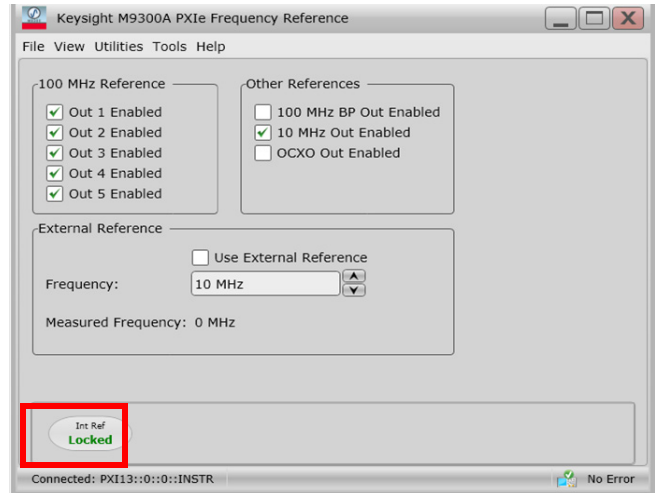 Keysight M9300A PXIe Frequency Reference
File View Utilities Tools Help
100 MHz Reference
Out 1 Enabled
Out 2 Enabled
Out 3 Enabled
Out 4 Enabled
Out 5 Enabled
Other References
100 MHz BP Out Enabled
10 MHz Out Enabled
OCXO Out Enabled
External Reference
Use External Reference
Frequency: 10 MHz
Measured Frequency: 0 MHz
Int Ref
Locked
Connected: PXI13::0::0::INSTR No Error